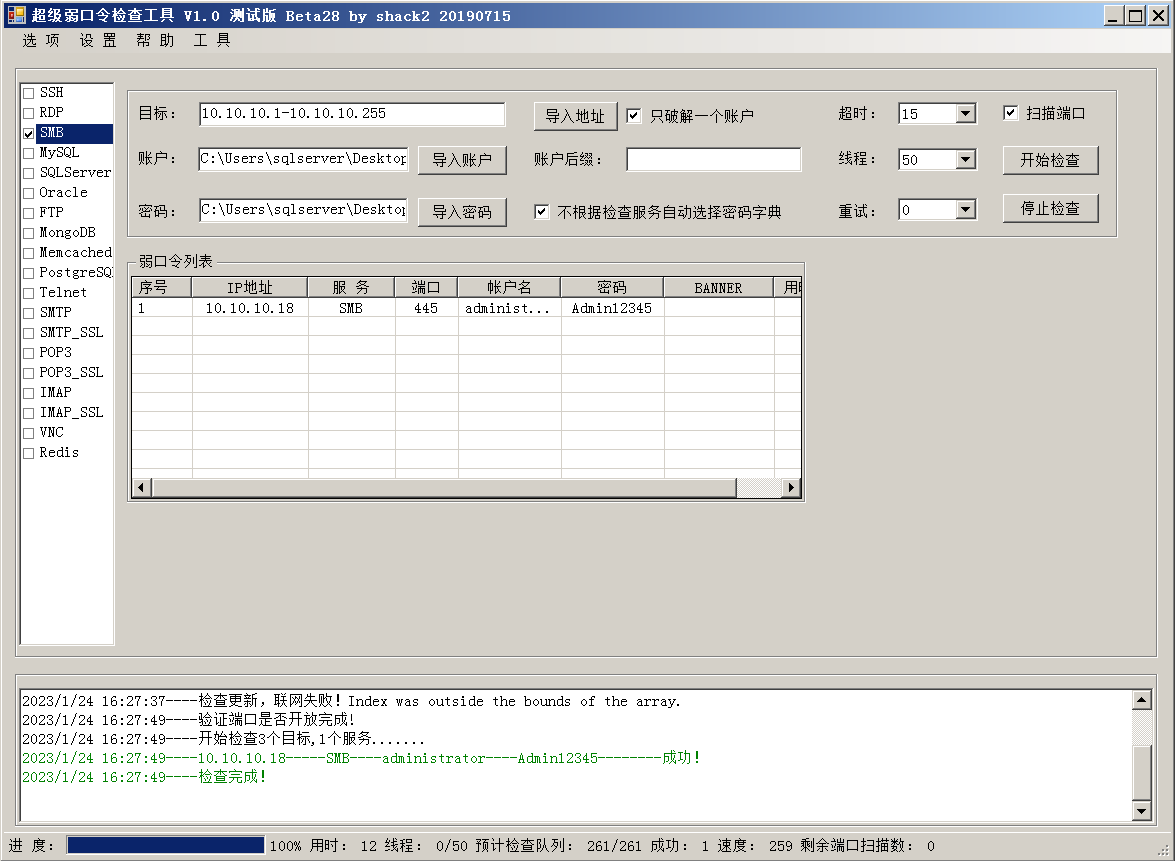 超级弱口令检查工具 V1.0 测试版 Beta28 by shack2 20190715
选 项 设 置 帮 助 工 具
SSH
RDP
SMB
MySQL
SQLServer
Oracle
FTP
MongoDB
Memcached
PostgreSQL
Telnet
SMTP
SMTP_SSL
POP3
POP3_SSL
IMAP
IMAP_SSL
VNC
Redis
目标: 10.10.10.1-10.10.10.255 导入地址 只破解一个账户 超时: 15 扫描端口
账户: C:\Users\sqlserver\Desktop 导入账户 账户后缀: 线程: 50 开始检查
密码: C:\Users\sqlserver\Desktop 导入密码 不根据检查服务自动选择密码字典 重试: 0 停止检查
弱口令列表
序号 IP地址 服 务 端口 帐户名 密码 BANNER 用
1 10.10.10.18 SMB 445 administ... Admin12345
2023/1/24 16:27:37----检查更新，联网失败！Index was outside the bounds of the array.
2023/1/24 16:27:49----验证端口是否开放完成！
2023/1/24 16:27:49----开始检查3个目标,1个服务.......
2023/1/24 16:27:49----10.10.10.18-----SMB----administrator----Admin12345--------成功！
2023/1/24 16:27:49----检查完成！
进 度: 100% 用时: 12 线程: 0/50 预计检查队列: 261/261 成功: 1 速度: 259 剩余端口扫描数: 0